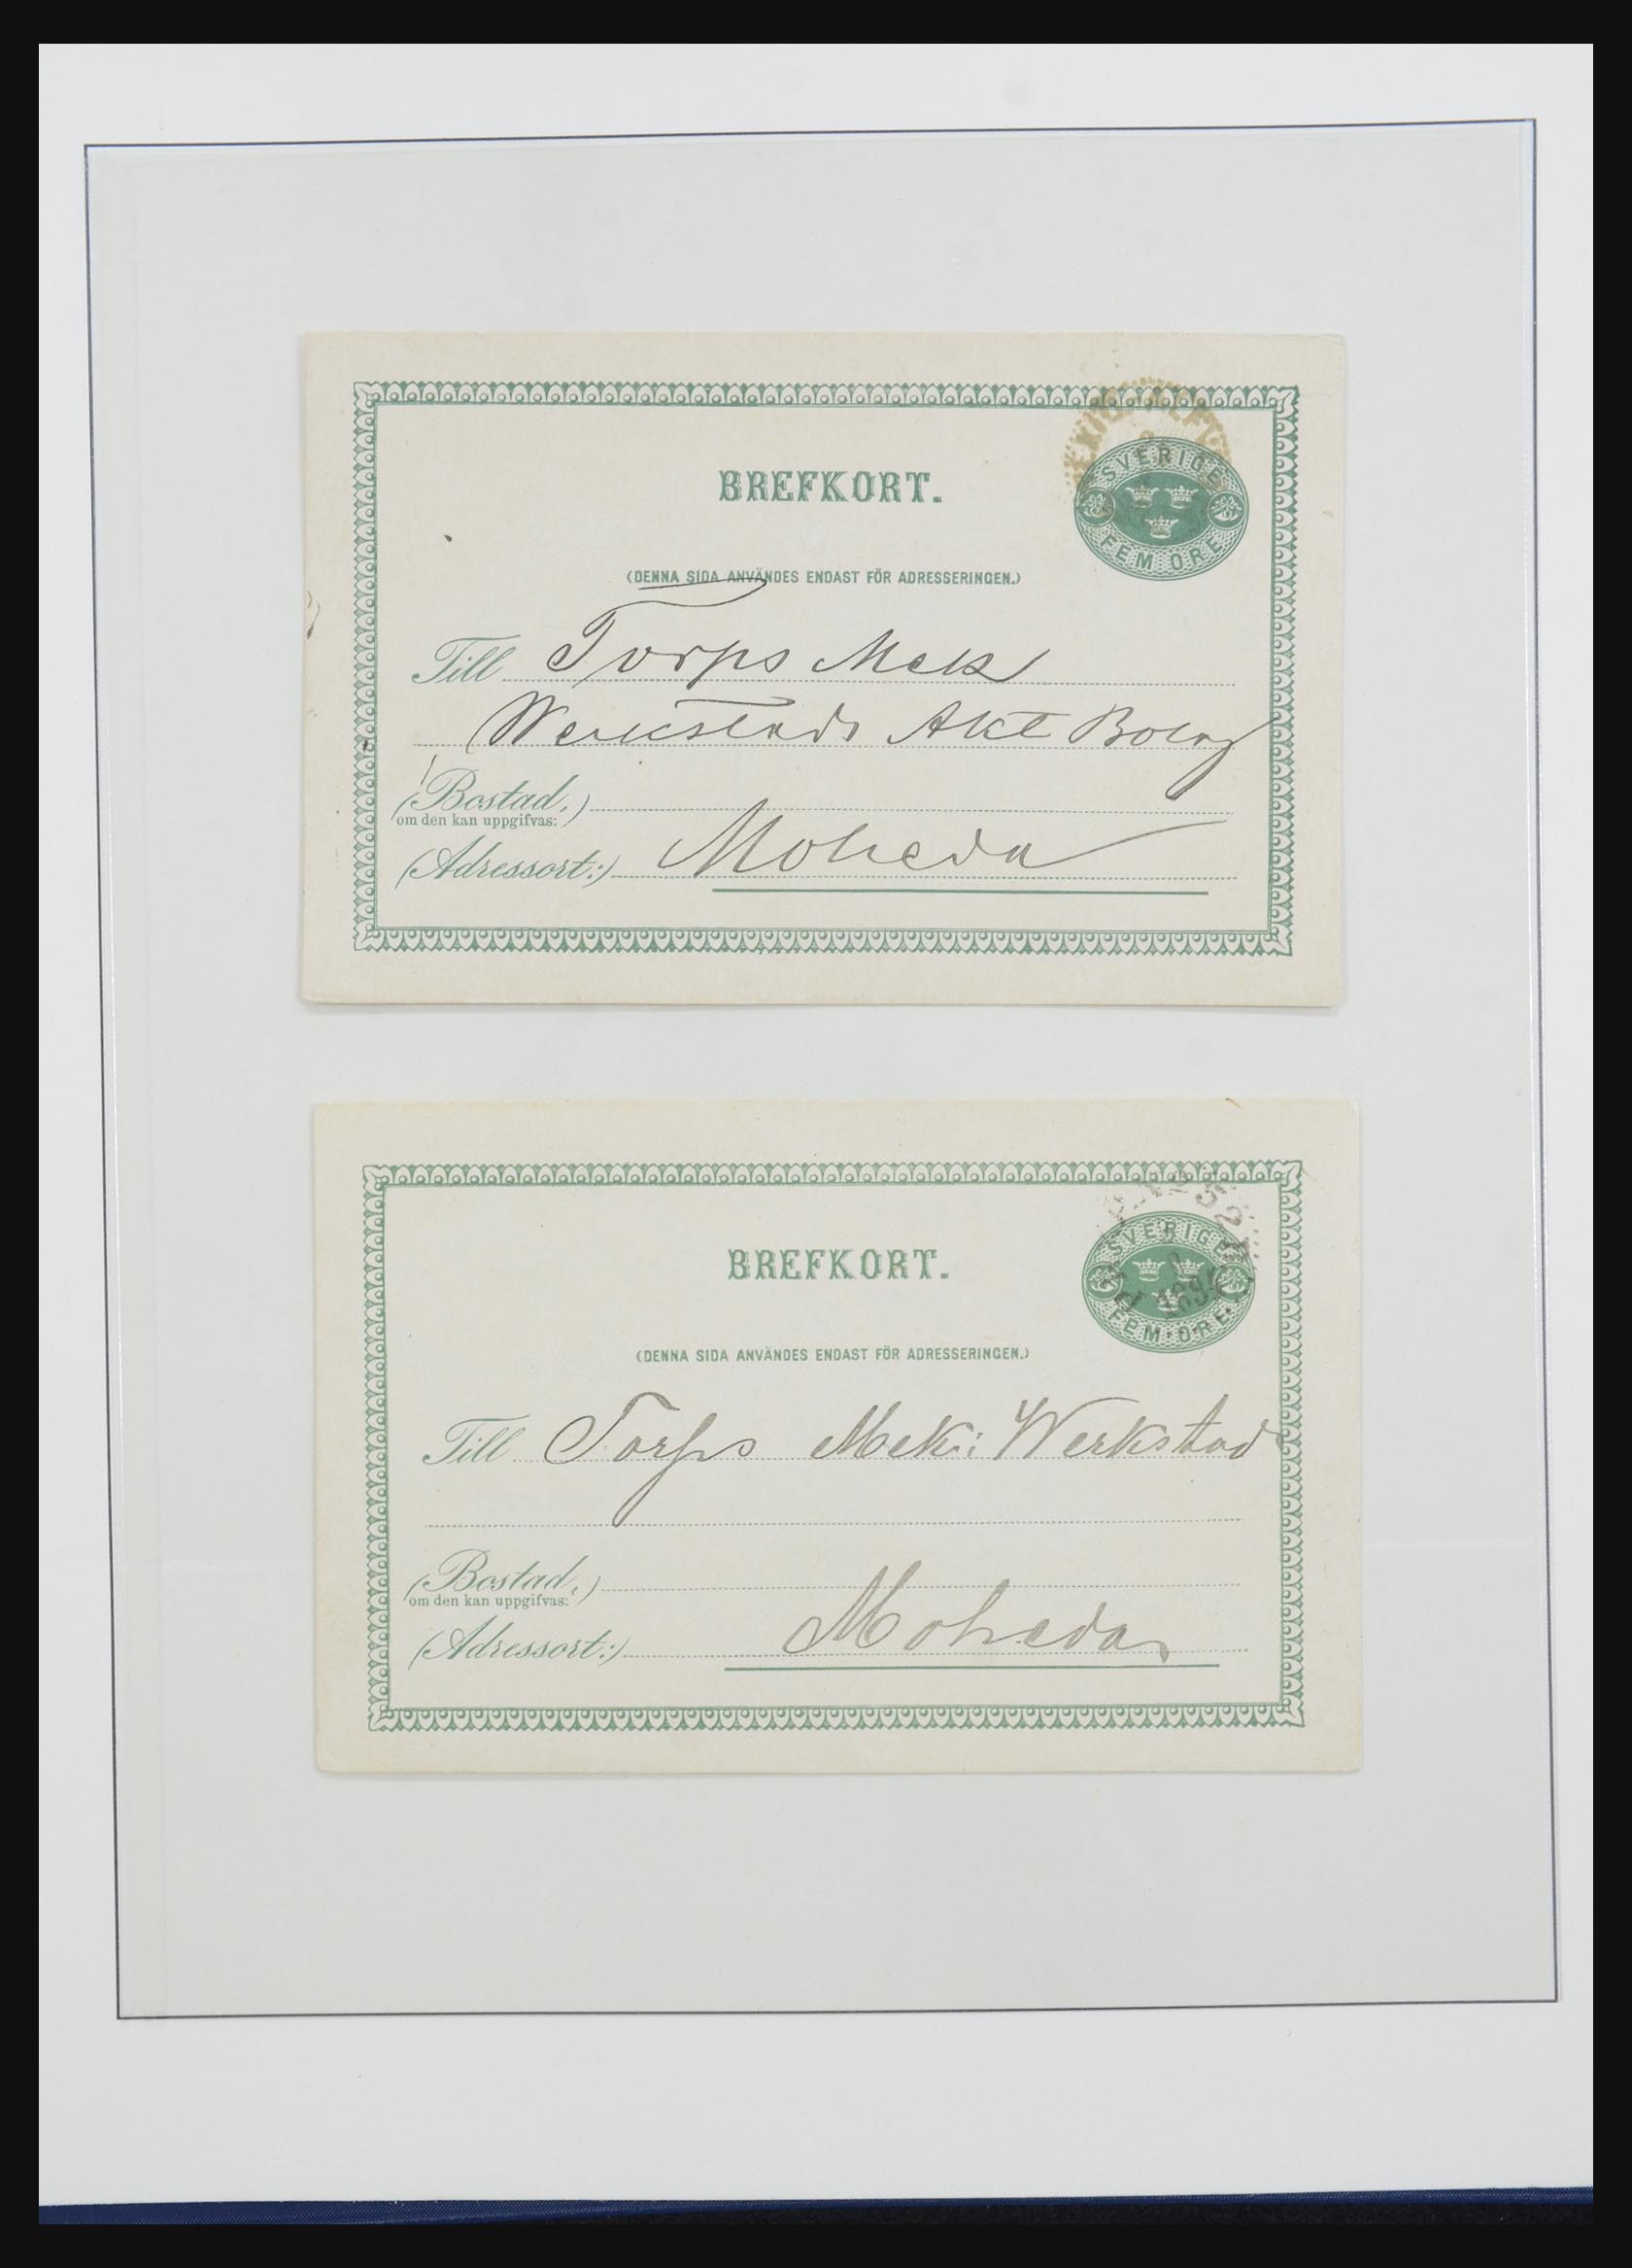 BREFKORT.
SVERIGE
FEM ÖRE
(DENNA SIDA ANVÄNDES ENDAST FÖR ADRESSERINGEN.)
Till Torps Mek
Werkstads Akt Bolag
(Bostad,)
om den kan uppgifvas:
(Adressort:) Moheda
BREFKORT.
SVERIGE
FEM ÖRE
(DENNA SIDA ANVÄNDES ENDAST FÖR ADRESSERINGEN.)
Till Torps Mek: Werkstad
(Bostad,)
om den kan uppgifvas:
(Adressort:) Moheda